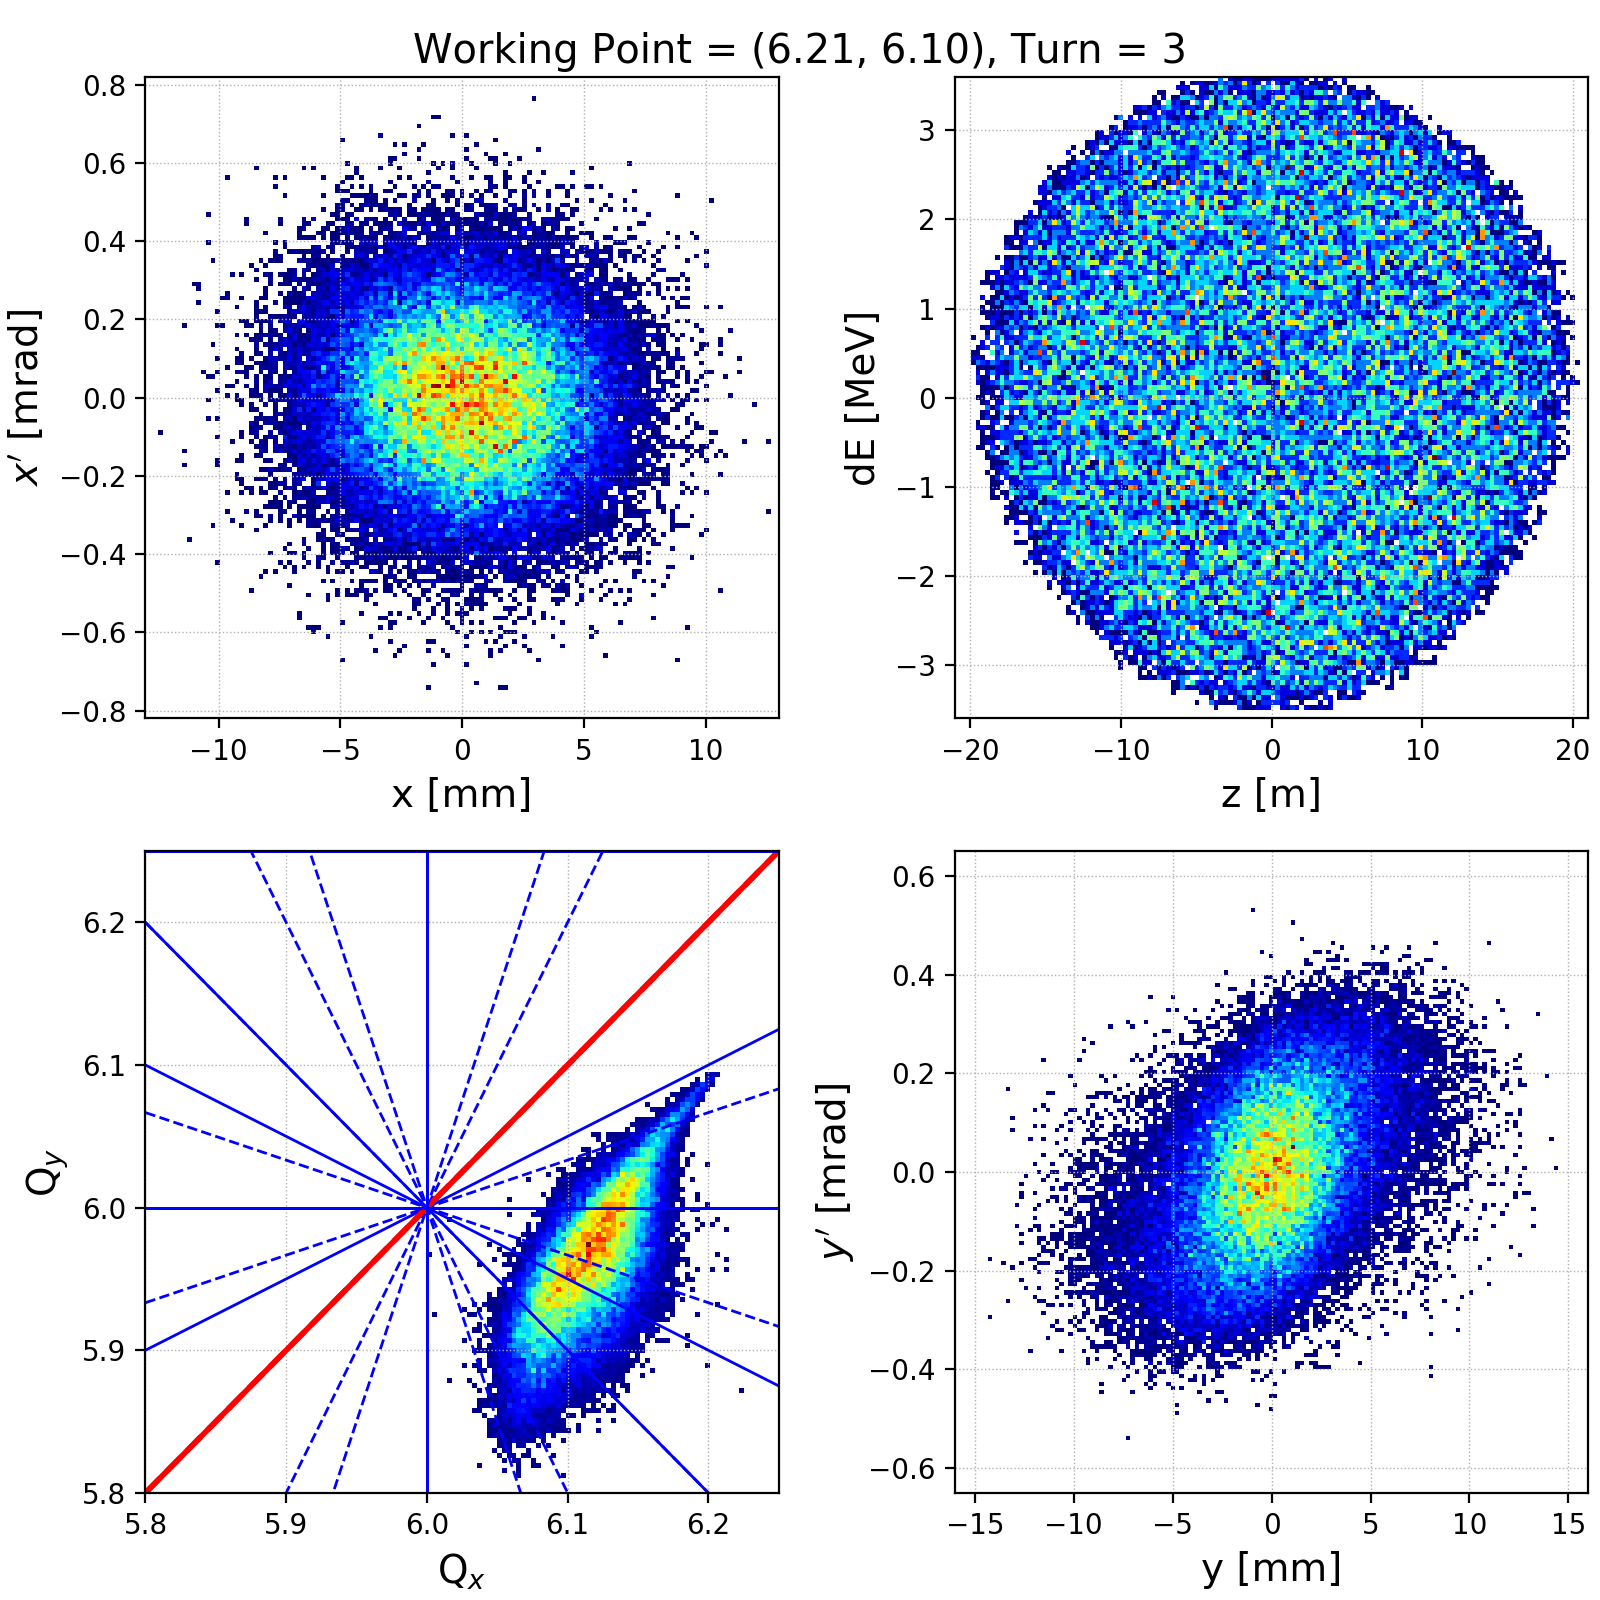 Working Point = (6.21, 6.10), Turn = 3
0.8
0.6
0.4
0.2
0.0
−0.2
−0.4
−0.6
−0.8
x′ [mrad]
−10 −5 0 5 10
x [mm]
3
2
1
0
−1
−2
−3
dE [MeV]
−20 −10 0 10 20
z [m]
6.2
6.1
6.0
5.9
5.8
Qy
5.8 5.9 6.0 6.1 6.2
Qx
0.6
0.4
0.2
0.0
−0.2
−0.4
−0.6
y′ [mrad]
−15 −10 −5 0 5 10 15
y [mm]